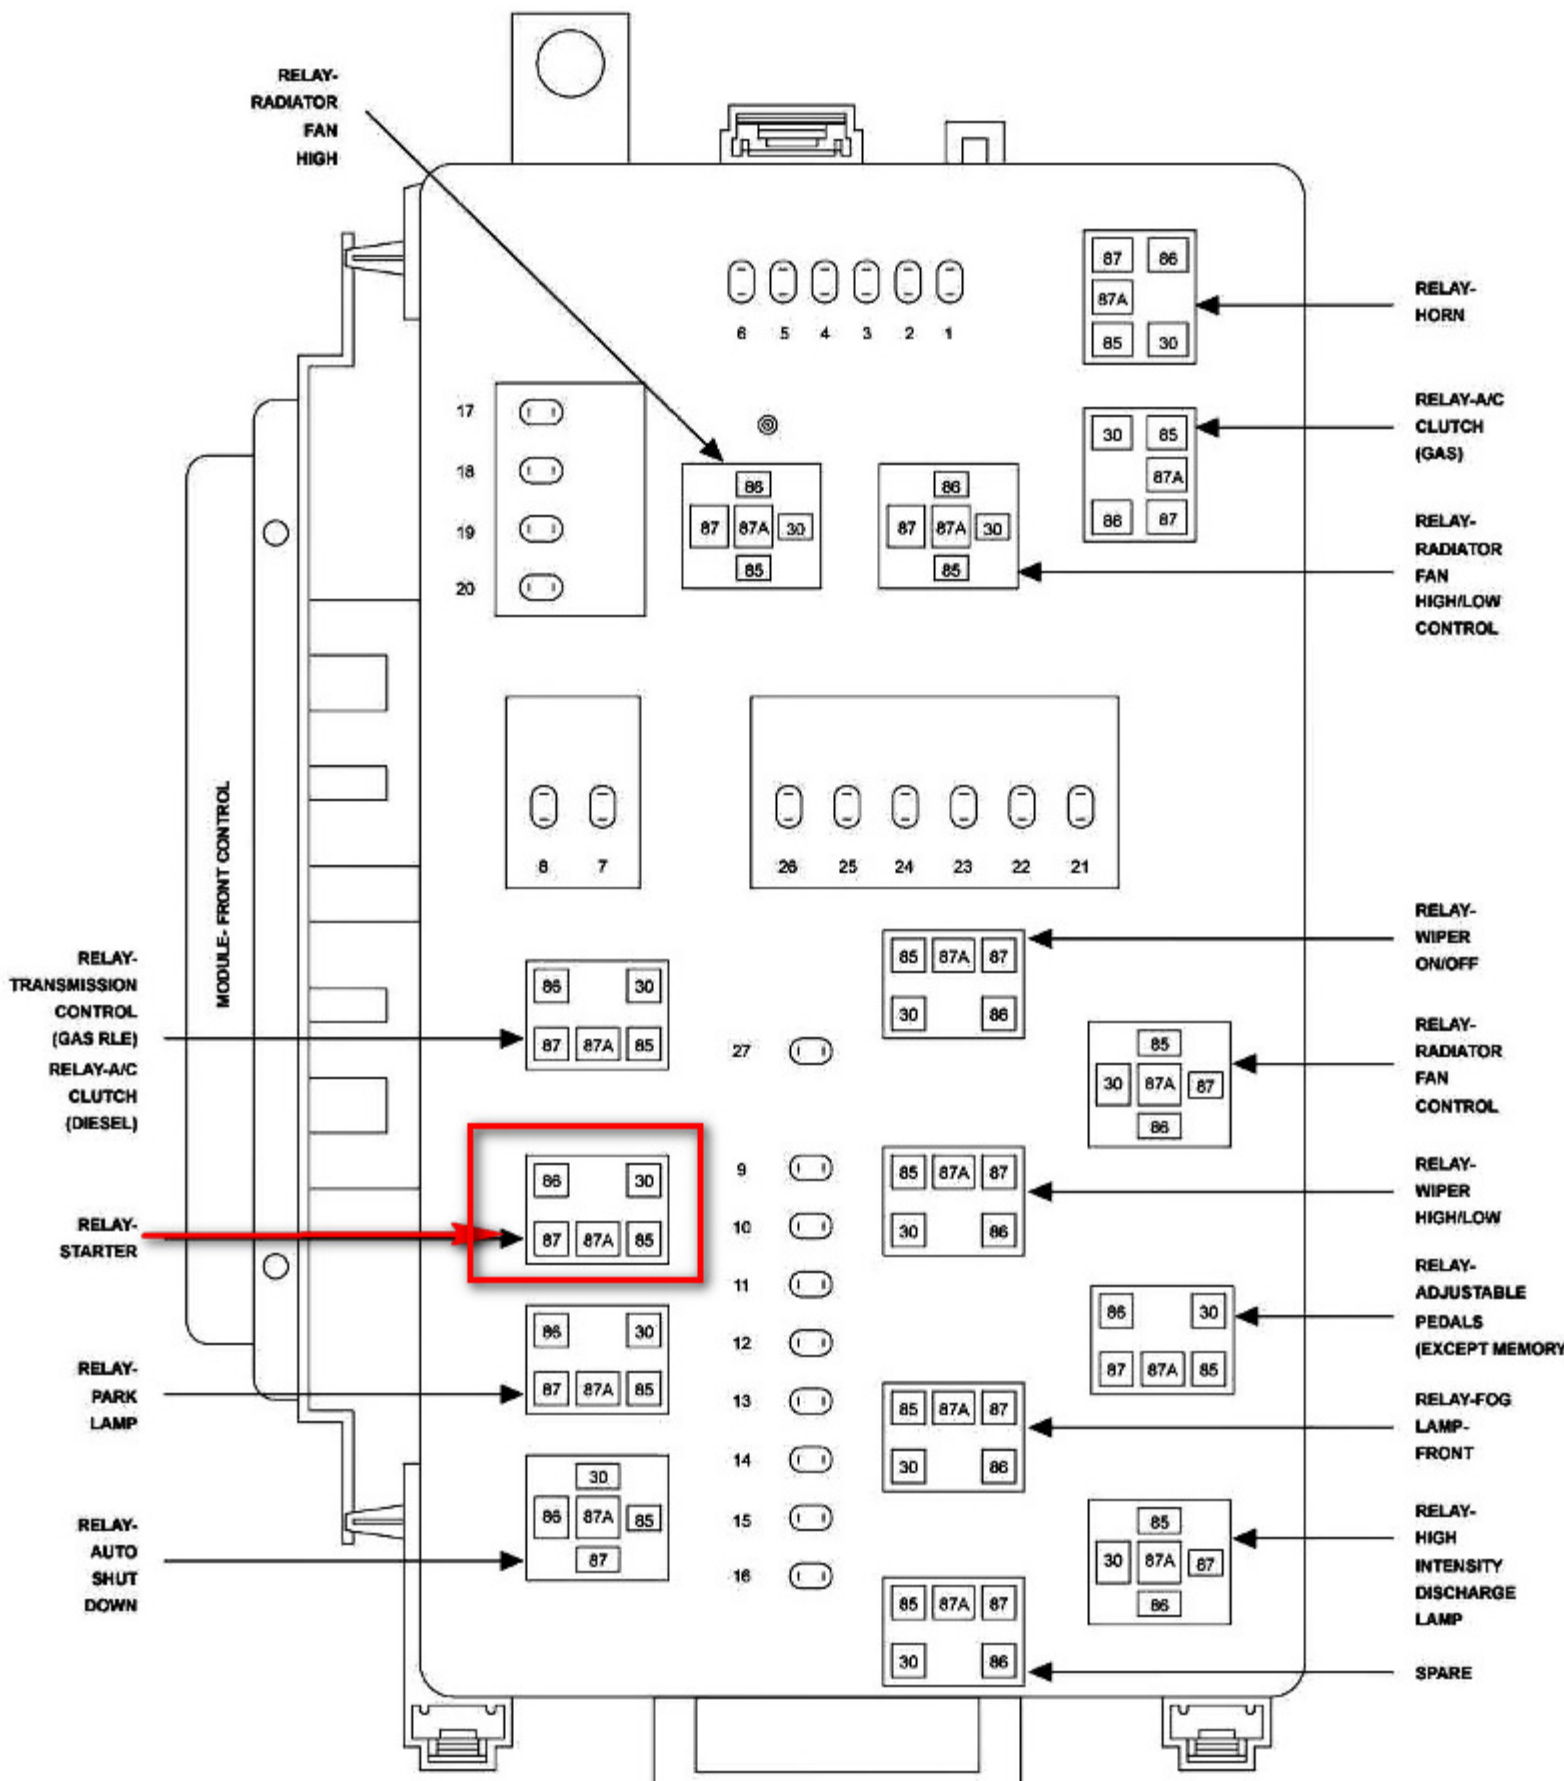 RELAY-
RADIATOR
FAN
HIGH
87 86
87A
85 30
RELAY-
HORN
6 5 4 3 2 1
17
18
19
20
30 85
87A
86 87
RELAY-A/C
CLUTCH
(GAS)
86
87 87A 30
85
86
87 87A 30
85
RELAY-
RADIATOR
FAN
HIGH/LOW
CONTROL
MODULE- FRONT CONTROL
8 7
26 25 24 23 22 21
RELAY-
TRANSMISSION
CONTROL
(GAS RLE)
RELAY-A/C
CLUTCH
(DIESEL)
86 30
87 87A 85
85 87A 87
30 86
RELAY-
WIPER
ON/OFF
27
85
30 87A 87
86
RELAY-
RADIATOR
FAN
CONTROL
RELAY-
STARTER
86 30
87 87A 85
9
10
11
12
13
14
15
16
85 87A 87
30 86
RELAY-
WIPER
HIGH/LOW
86 30
87 87A 85
RELAY-
ADJUSTABLE
PEDALS
(EXCEPT MEMORY
RELAY-
PARK
LAMP
86 30
87 87A 85
85 87A 87
30 86
RELAY-FOG
LAMP-
FRONT
RELAY-
AUTO
SHUT
DOWN
30
86 87A 85
87
85
30 87A 87
86
RELAY-
HIGH
INTENSITY
DISCHARGE
LAMP
85 87A 87
30 86
SPARE